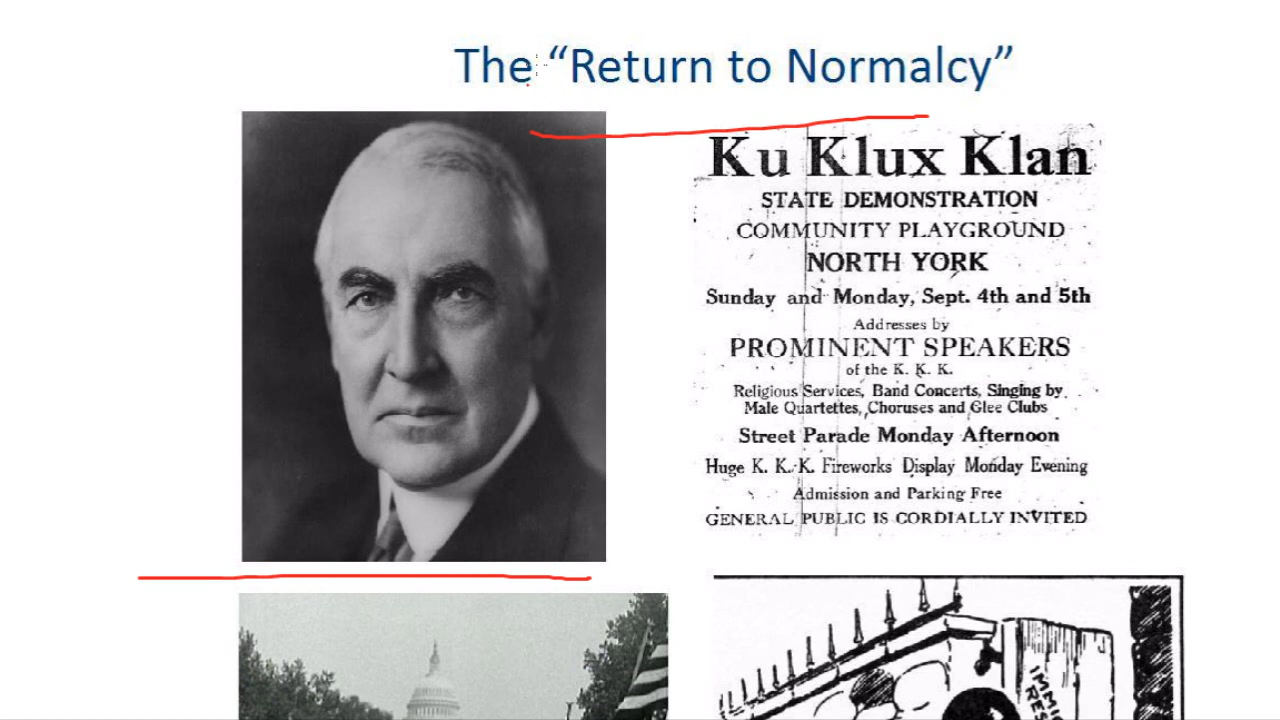 The “Return to Normalcy”
Ku Klux Klan
STATE DEMONSTRATION
COMMUNITY PLAYGROUND
NORTH YORK
Sunday and Monday, Sept. 4th and 5th
Addresses by
PROMINENT SPEAKERS
of the K. K. K.
Religious Services, Band Concerts, Singing by
Male Quartettes, Choruses and Glee Clubs
Street Parade Monday Afternoon
Huge K. K. K. Fireworks Display Monday Evening
Admission and Parking Free
GENERAL PUBLIC IS CORDIALLY INVITED